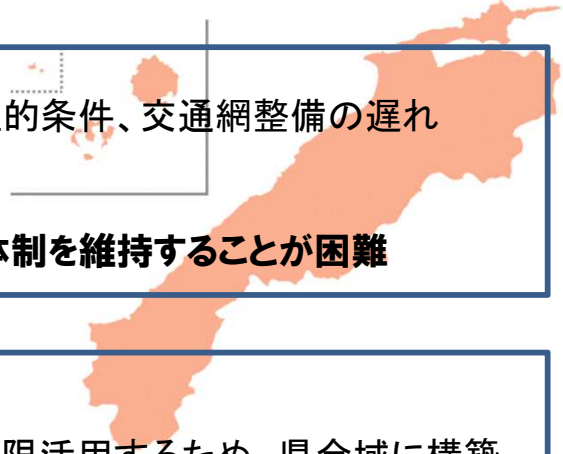 的条件、交通網整備の遅れ
体制を維持することが困難
限活用するため、県全域に構築